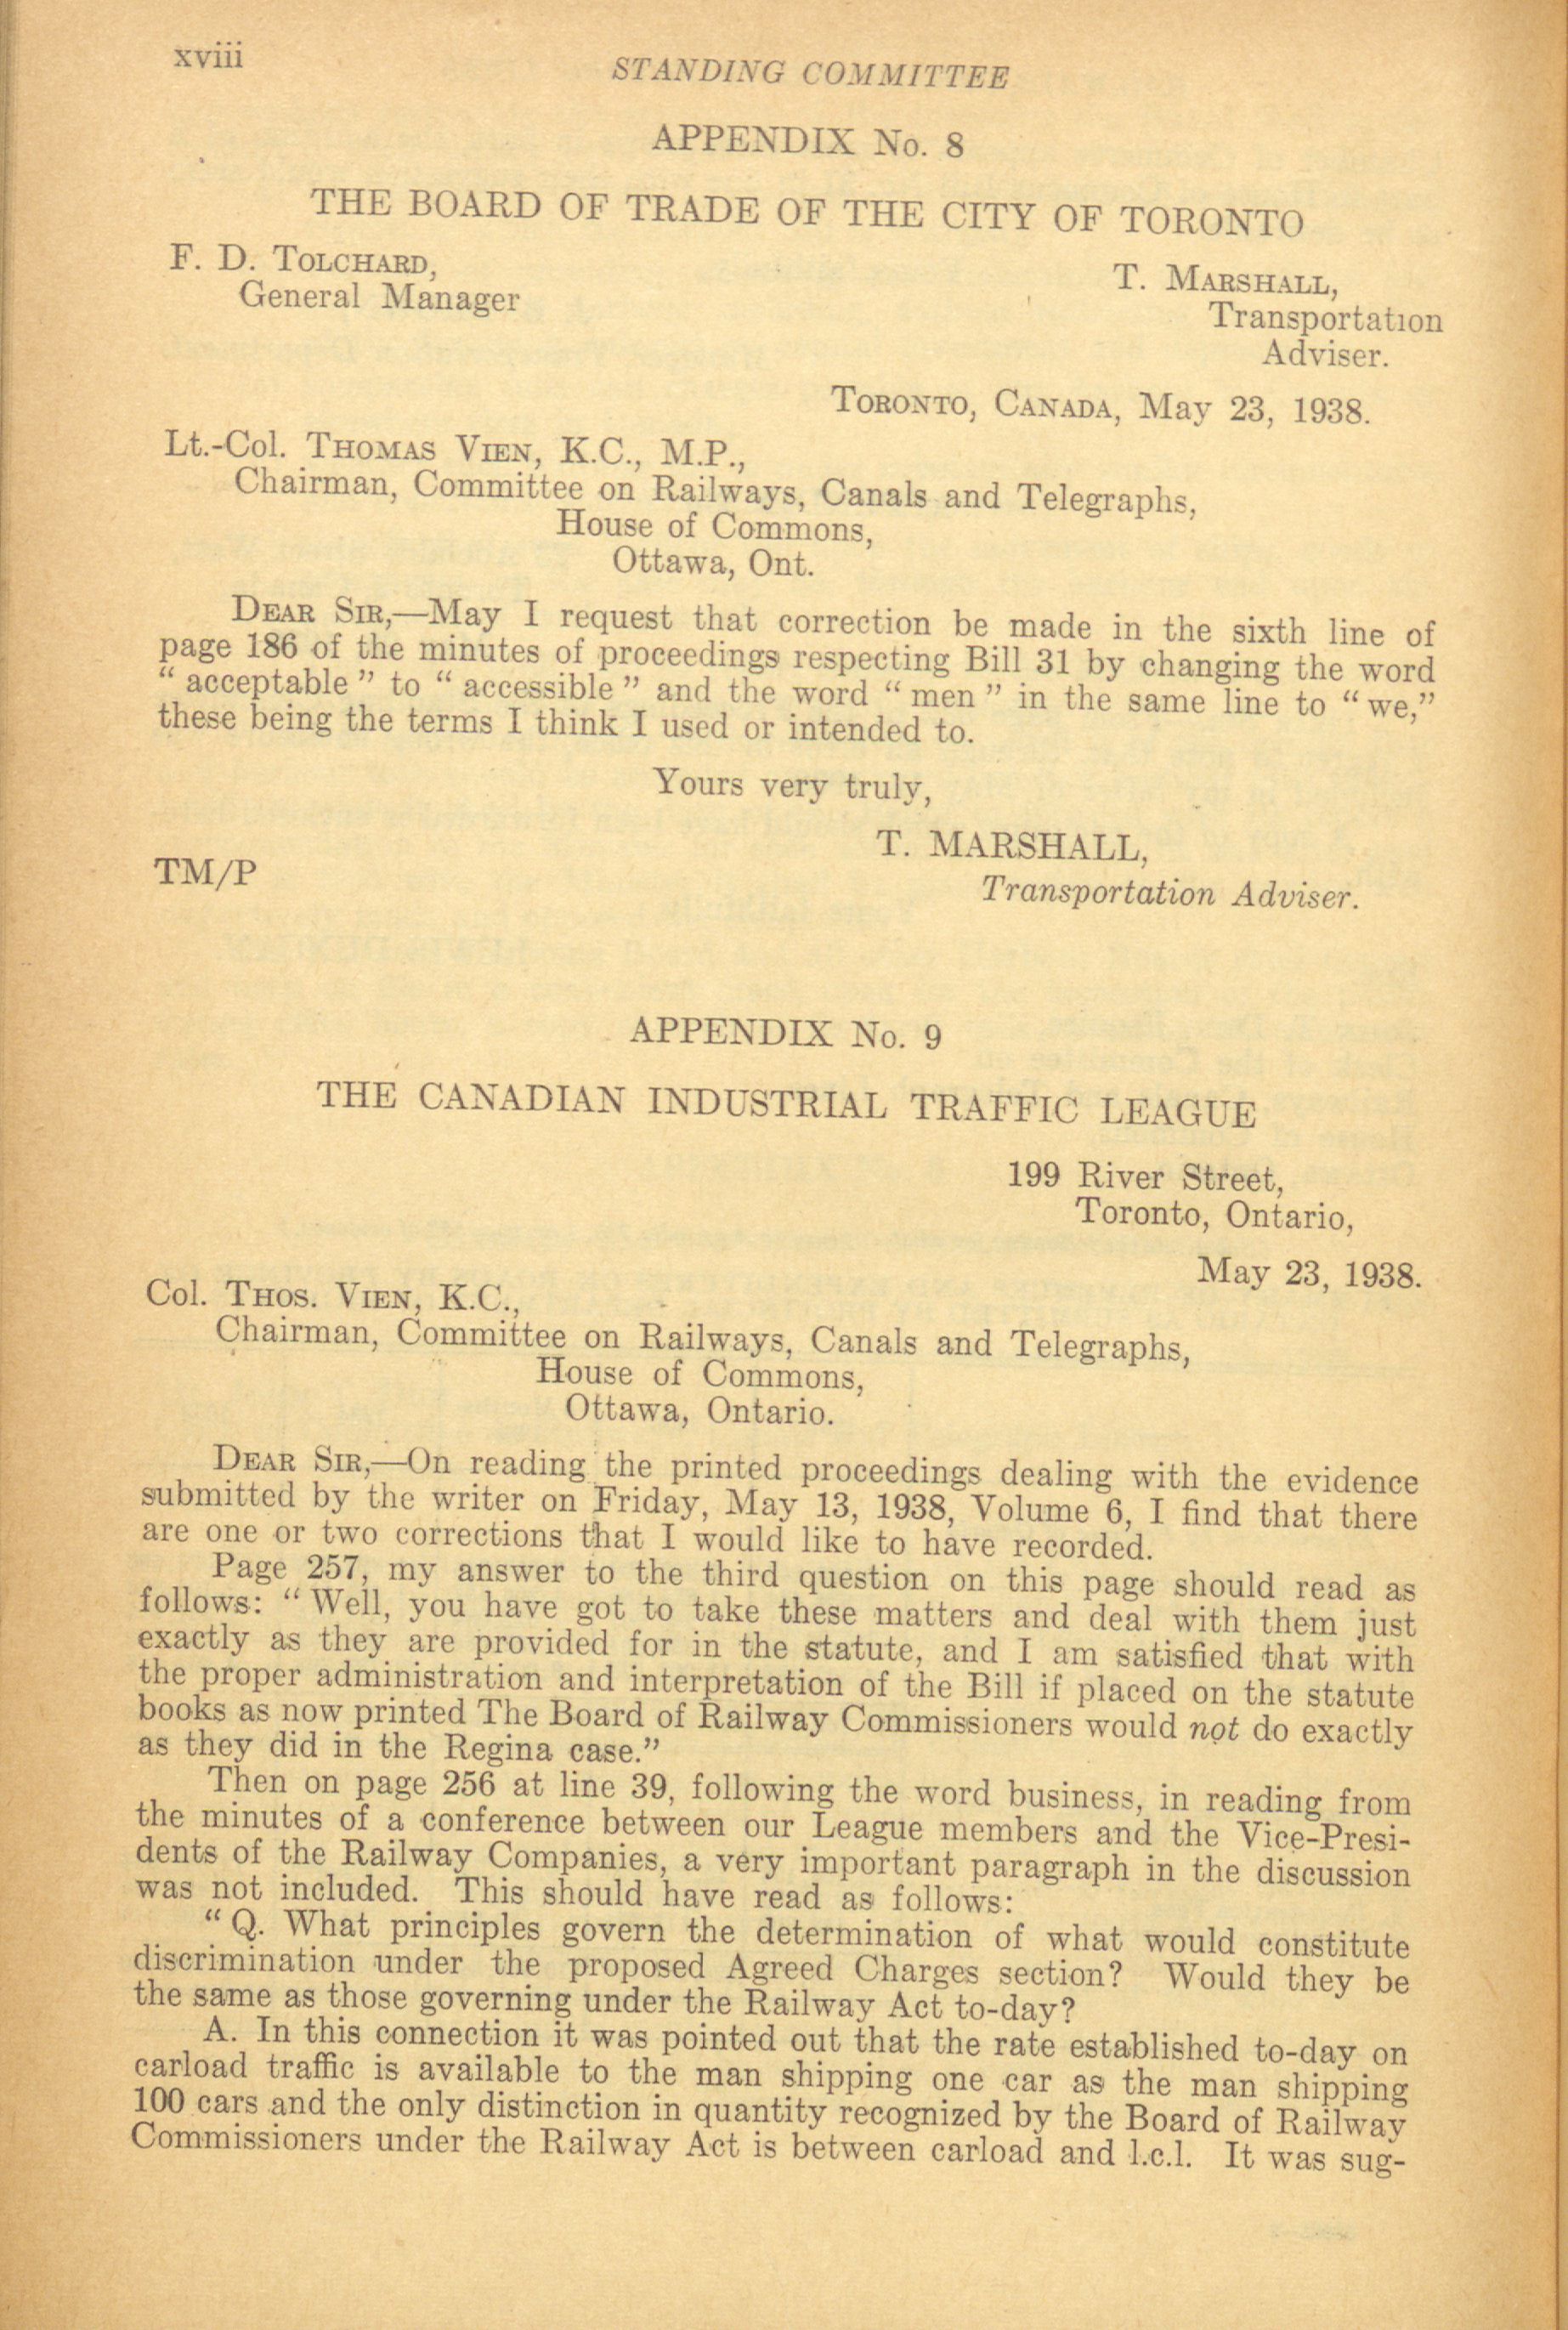 xviii
STANDING COMMITTEE
APPENDIX No. 8
THE BOARD OF TRADE OF THE CITY OF TORONTO
F. D. TOLCHARD,
General Manager
T. MARSHALL,
Transportation
Adviser.
TORONTO, CANADA, May 23, 1938.
Lt.-Col. THOMAS VIEN, K.C., M.P.,
Chairman, Committee on Railways, Canals and Telegraphs,
House of Commons,
Ottawa, Ont.
DEAR SIR,—May I request that correction be made in the sixth line of
page 186 of the minutes of proceedings respecting Bill 31 by changing the word
“acceptable” to “accessible” and the word “men” in the same line to “we,”
these being the terms I think I used or intended to.
Yours very truly,
T. MARSHALL,
TM/P
Transportation Adviser.
APPENDIX No. 9
THE CANADIAN INDUSTRIAL TRAFFIC LEAGUE
199 River Street,
Toronto, Ontario,
May 23, 1938.
Col. THOS. VIEN, K.C.,
Chairman, Committee on Railways, Canals and Telegraphs,
House of Commons,
Ottawa, Ontario.
DEAR SIR,—On reading the printed proceedings dealing with the evidence
submitted by the writer on Friday, May 13, 1938, Volume 6, I find that there
are one or two corrections that I would like to have recorded.
Page 257, my answer to the third question on this page should read as
follows: “Well, you have got to take these matters and deal with them just
exactly as they are provided for in the statute, and I am satisfied that with
the proper administration and interpretation of the Bill if placed on the statute
books as now printed The Board of Railway Commissioners would not do exactly
as they did in the Regina case.”
Then on page 256 at line 39, following the word business, in reading from
the minutes of a conference between our League members and the Vice-Presi-
dents of the Railway Companies, a very important paragraph in the discussion
was not included. This should have read as follows:
“Q. What principles govern the determination of what would constitute
discrimination under the proposed Agreed Charges section? Would they be
the same as those governing under the Railway Act to-day?
A. In this connection it was pointed out that the rate established to-day on
carload traffic is available to the man shipping one car as the man shipping
100 cars and the only distinction in quantity recognized by the Board of Railway
Commissioners under the Railway Act is between carload and l.c.l. It was sug-